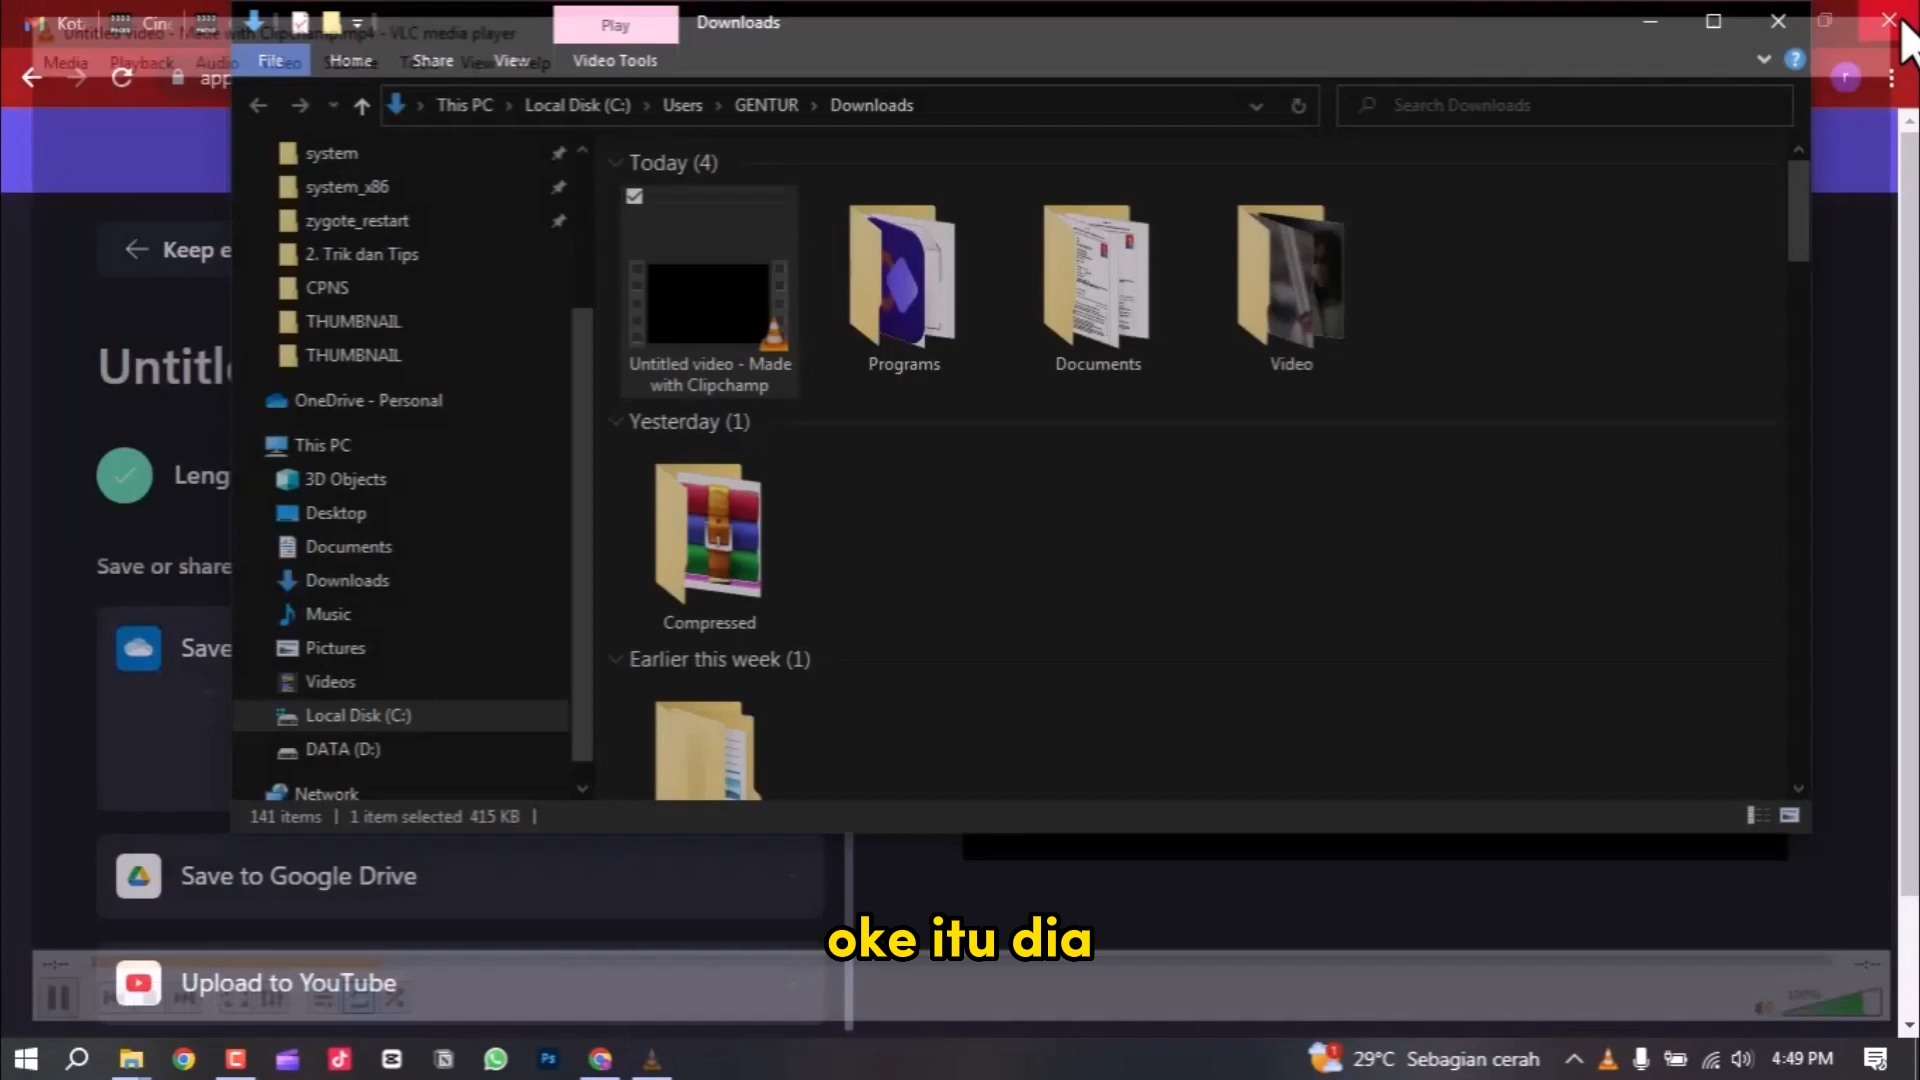 Kot
Cin
Untitled video - Made with Clipchamp.mp4 - VLC media player
Play
Downloads
Media Playback Audio Video
File
Home
Share
View
Help
Video Tools
app
r
This PC > Local Disk (C:) > Users > GENTUR > Downloads
Search Downloads
system
system_x86
zygote_restart
2. Trik dan Tips
CPNS
THUMBNAIL
THUMBNAIL
OneDrive - Personal
This PC
3D Objects
Desktop
Documents
Downloads
Music
Pictures
Videos
Local Disk (C:)
DATA (D:)
Network
Today (4)
Untitled video - Made
with Clipchamp
Programs
Documents
Video
Yesterday (1)
Compressed
Earlier this week (1)
141 items | 1 item selected 415 KB |
Keep e
Untitl
Leng
Save or share
Save
Save to Google Drive
oke itu dia
Upload to YouTube
100%
29°C Sebagian cerah
4:49 PM